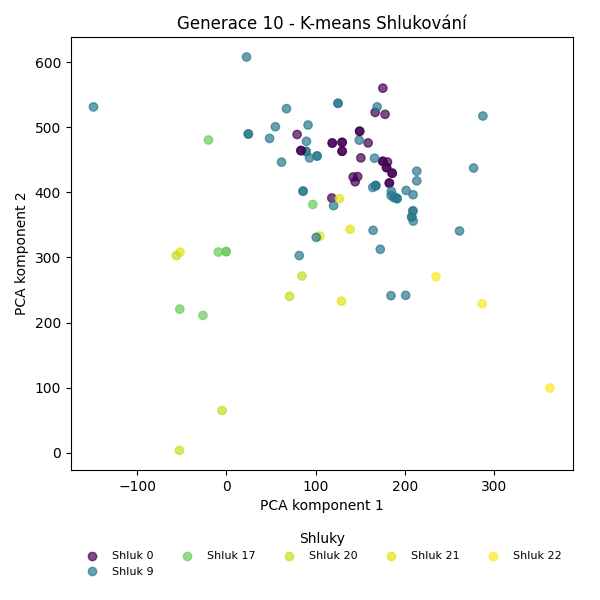 Generace 10 - K-means Shlukování
600
500
400
300
200
100
0
PCA komponent 2
−100 0 100 200 300
PCA komponent 1
Shluky
Shluk 0 Shluk 17 Shluk 20 Shluk 21 Shluk 22
Shluk 9